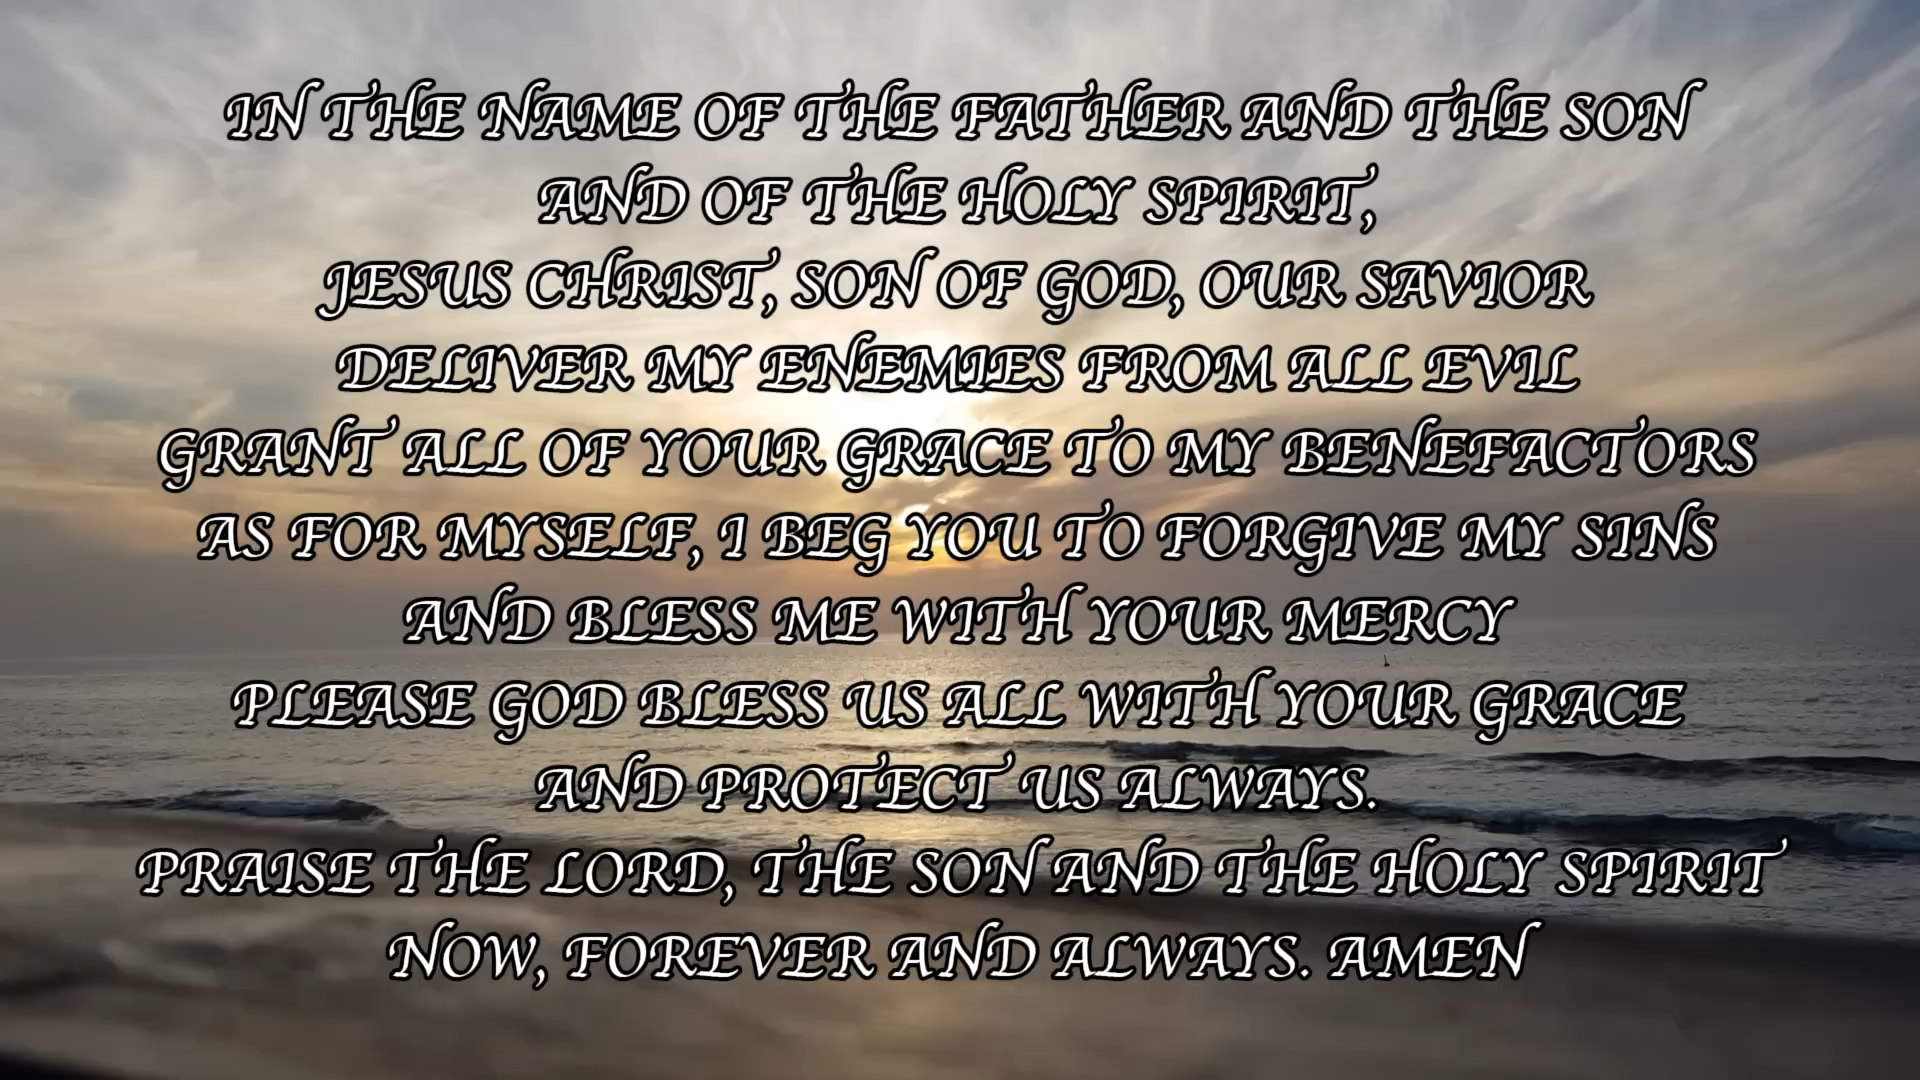 IN THE NAME OF THE FATHER AND THE SON
AND OF THE HOLY SPIRIT,
JESUS CHRIST, SON OF GOD, OUR SAVIOR
DELIVER MY ENEMIES FROM ALL EVIL
GRANT ALL OF YOUR GRACE TO MY BENEFACTORS
AS FOR MYSELF, I BEG YOU TO FORGIVE MY SINS
AND BLESS ME WITH YOUR MERCY
PLEASE GOD BLESS US ALL WITH YOUR GRACE
AND PROTECT US ALWAYS.
PRAISE THE LORD, THE SON AND THE HOLY SPIRIT
NOW, FOREVER AND ALWAYS. AMEN